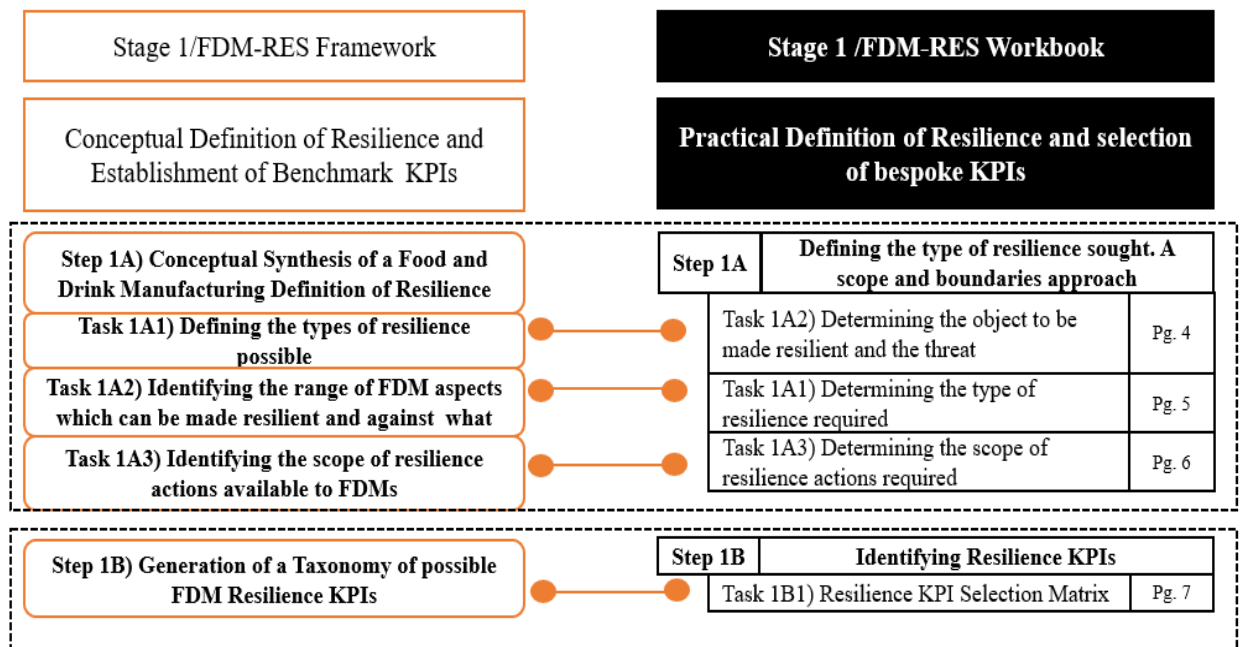 Stage 1/FDM-RES Framework
Stage 1 /FDM-RES Workbook
Conceptual Definition of Resilience and
Establishment of Benchmark KPIs
Practical Definition of Resilience and selection
of bespoke KPIs
Step 1A) Conceptual Synthesis of a Food and
Drink Manufacturing Definition of Resilience
Step 1A
Defining the type of resilience sought. A
scope and boundaries approach
Task 1A1) Defining the types of resilience
possible
Task 1A2) Determining the object to be
made resilient and the threat
Pg. 4
Task 1A2) Identifying the range of FDM aspects
which can be made resilient and against what
Task 1A1) Determining the type of
resilience required
Pg. 5
Task 1A3) Identifying the scope of resilience
actions available to FDMs
Task 1A3) Determining the scope of
resilience actions required
Pg. 6
Step 1B) Generation of a Taxonomy of possible
FDM Resilience KPIs
Step 1B
Identifying Resilience KPIs
Task 1B1) Resilience KPI Selection Matrix
Pg. 7